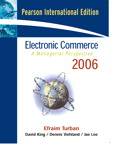 Pearson International Edition
Electronic Commerce
A Managerial Perspective
2006
Efraim Turban
David King / Dennis Viehland / Jae Lee